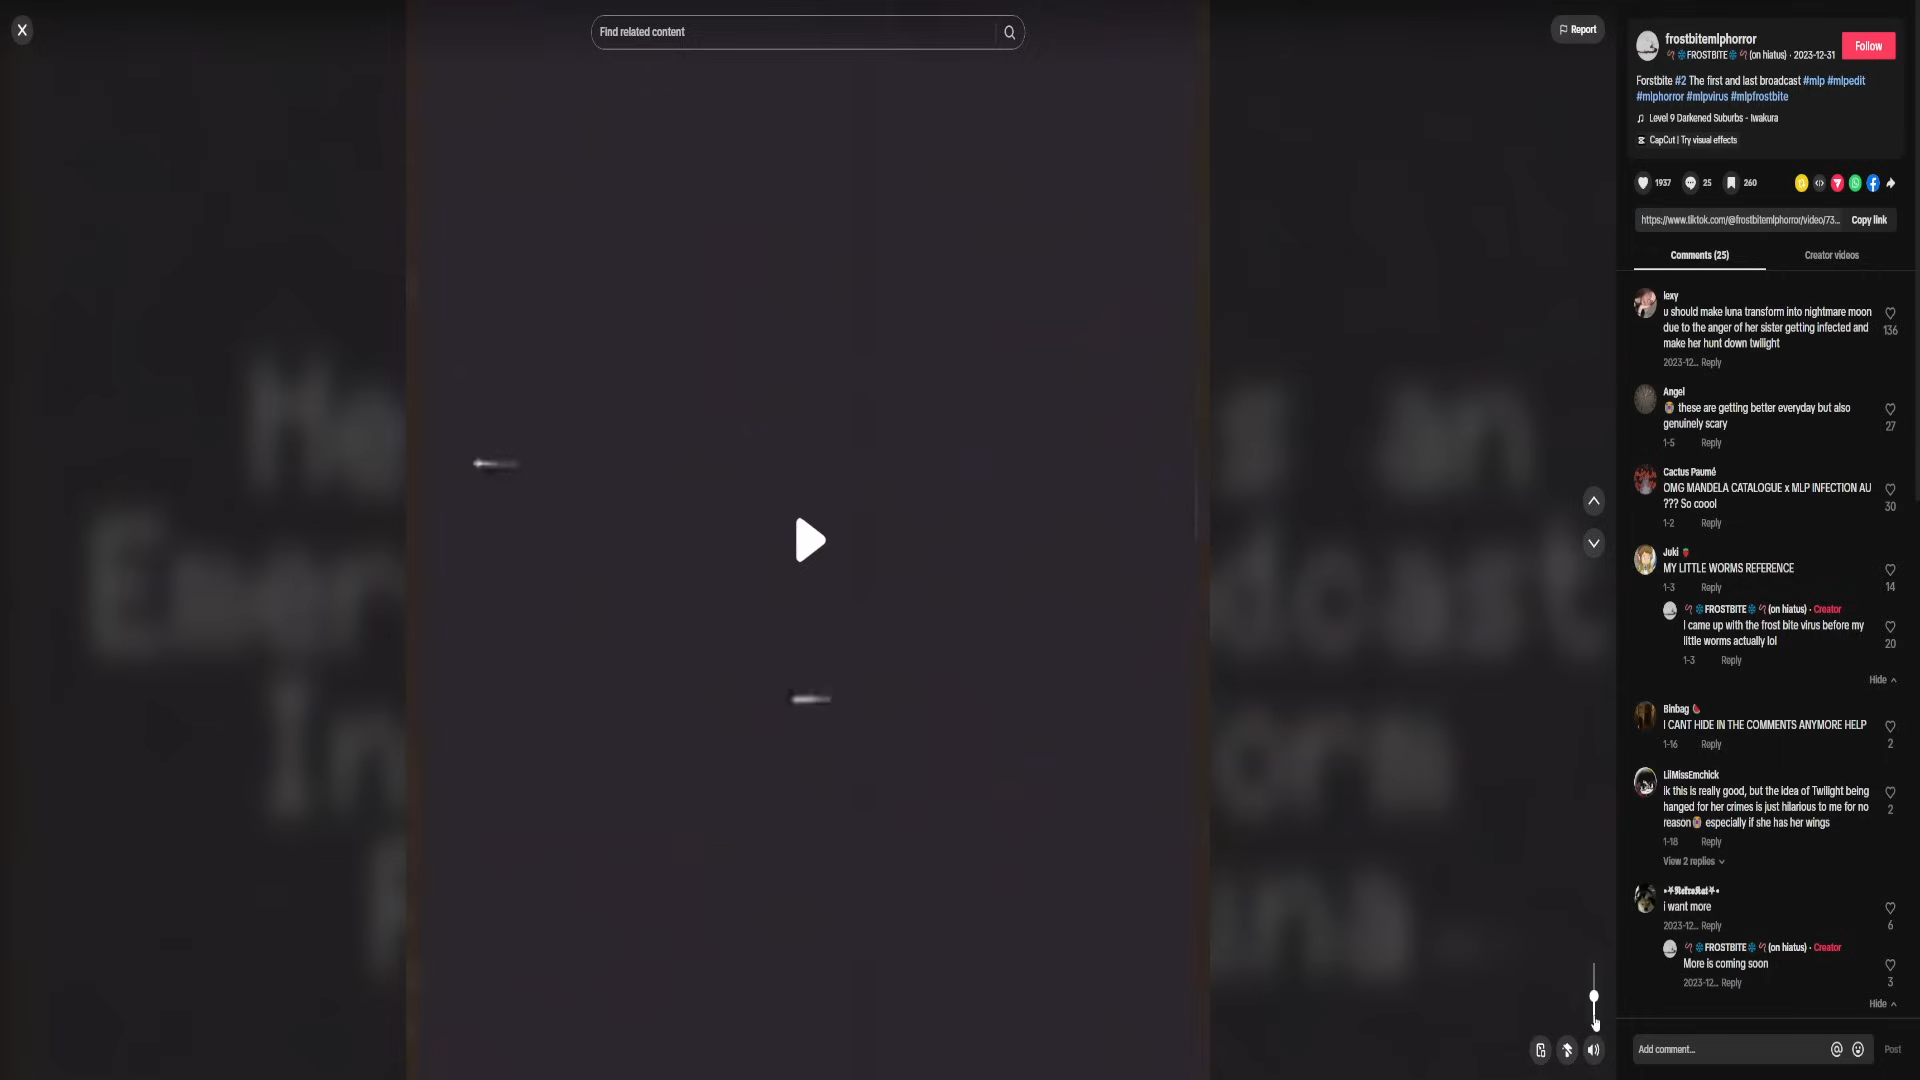 Find related content
Report
frostbitemlphorror
FROSTBITE (on hiatus) · 2023-12-31
Follow
Forstbite #2 The first and last broadcast #mlp #mlpedit
#mlphorror #mlpvirus #mlpfrostbite
Level 9 Darkened Suburbs - Iwakura
CapCut | Try visual effects
1937
25
260
https://www.tiktok.com/@frostbitemlphorror/video/73...
Copy link
Comments (25)
Creator videos
lexy
u should make luna transform into nightmare moon
due to the anger of her sister getting infected and
make her hunt down twilight
136
2023-12... Reply
Angel
these are getting better everyday but also
genuinely scary
27
1-5 Reply
Cactus Paumé
OMG MANDELA CATALOGUE x MLP INFECTION AU
??? So coool
30
1-2 Reply
Juki
MY LITTLE WORMS REFERENCE
14
1-3 Reply
FROSTBITE (on hiatus) · Creator
I came up with the frost bite virus before my
little worms actually lol
20
1-3 Reply
Hide
Binbag
I CANT HIDE IN THE COMMENTS ANYMORE HELP
2
1-16 Reply
LilMissEmchick
ik this is really good, but the idea of Twilight being
hanged for her crimes is just hilarious to me for no
reason especially if she has her wings
2
1-18 Reply
View 2 replies
i want more
6
2023-12... Reply
FROSTBITE (on hiatus) · Creator
More is coming soon
3
2023-12... Reply
Hide
Add comment...
Post